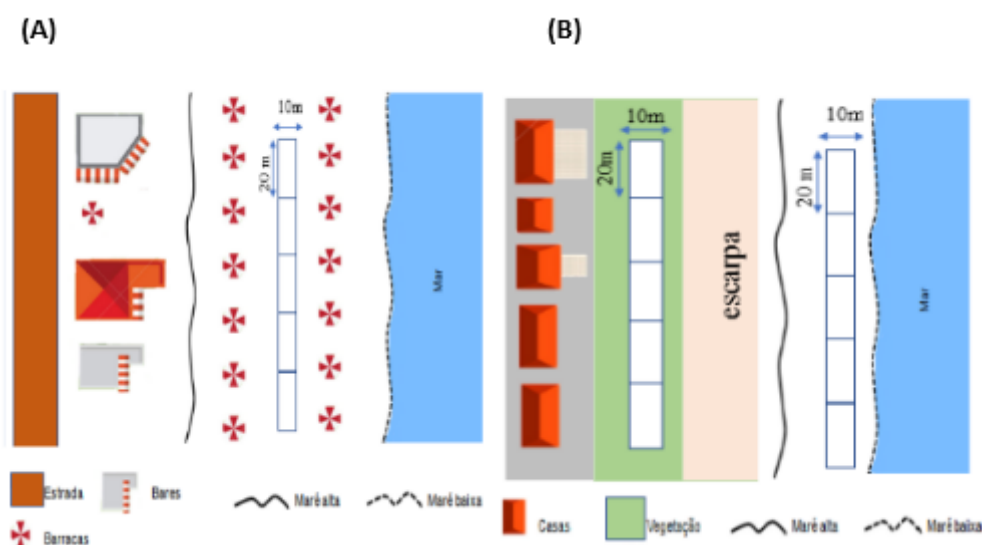 (A)
(B)
10m
20 m
Mar
10m
20m
escarpa
10m
20 m
Mar
Estrada
Bares
Maré alta
Maré baixa
Barracas
Casas
Vegetação
Maré alta
Maré baixa